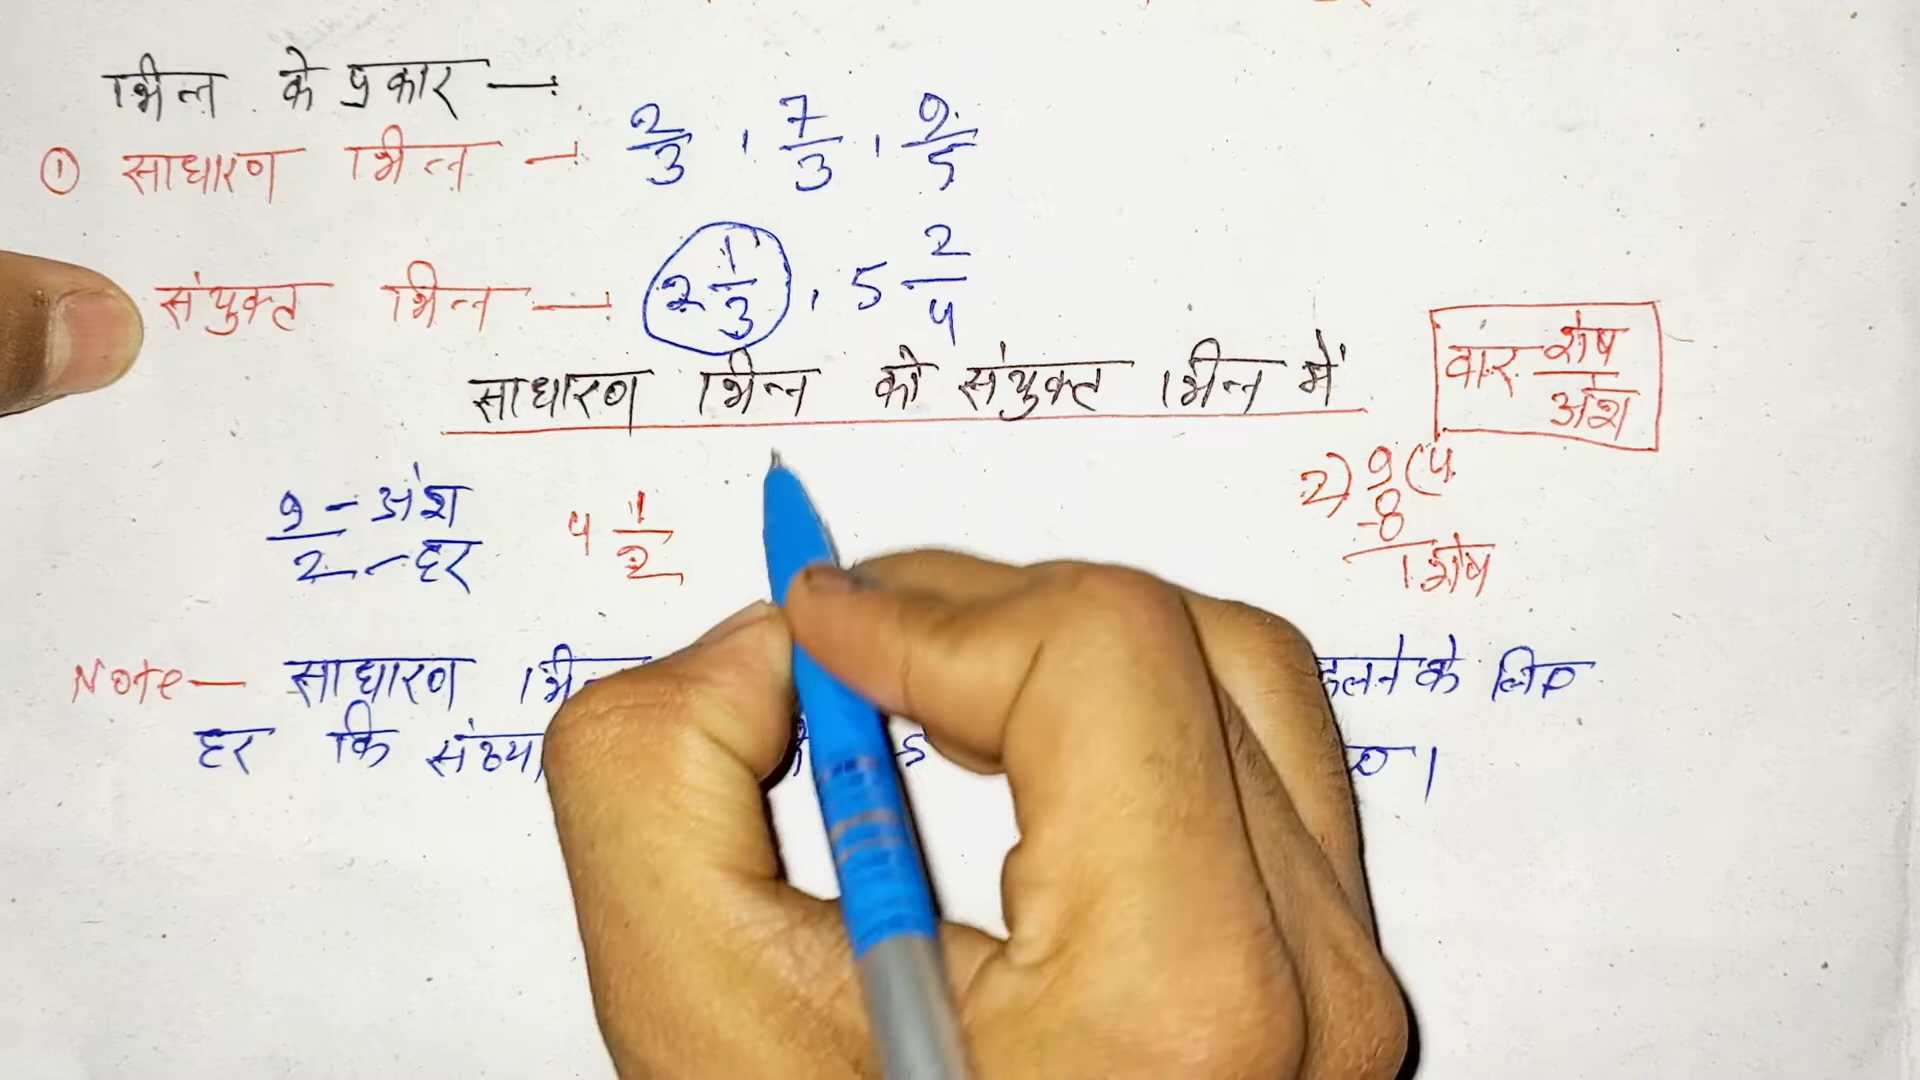 भिन्न के प्रकार →
① साधारण भिन्न → 2/3 , 7/3 , 9/5
संयुक्त भिन्न → 2 1/3 , 5 2/4
साधारण भिन्न को संयुक्त भिन्न में
वार शेष/अंश
9/2 - अंश - हर
4 1/2
2) 9 (4
-8
1 शेष
Note — साधारण के लिए
हर कि संख्या